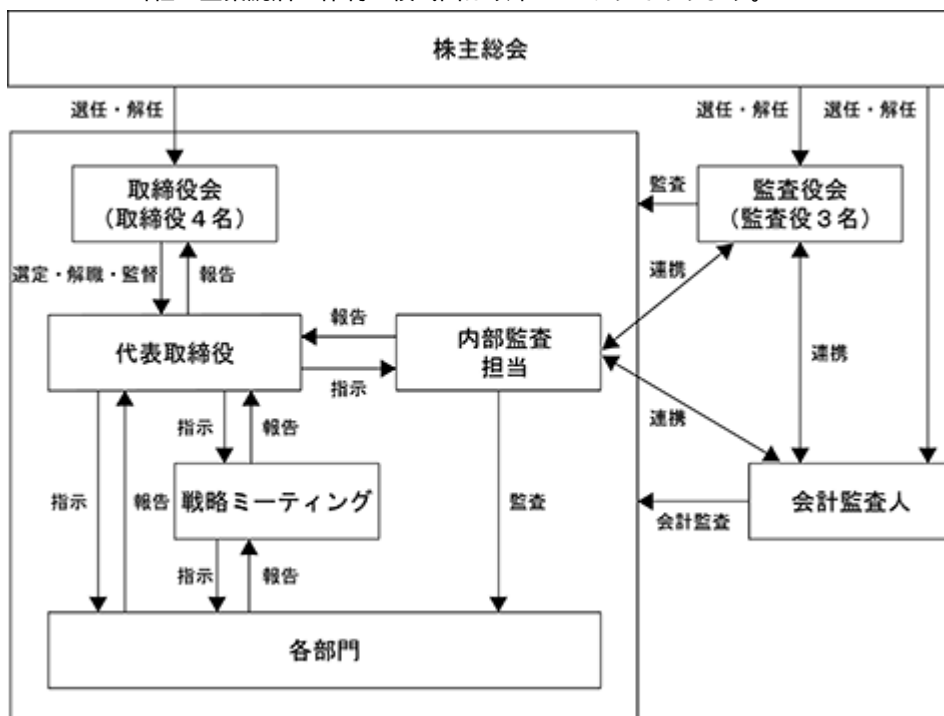 株主総会
選任・解任
選任・解任
選任・解任
取締役会
(取締役4名)
監査
監査役会
(監査役3名)
選定・解職・監督
報告
連携
代表取締役
報告
指示
内部監査
担当
連携
指示
報告
連携
指示
報告
戦略ミーティング
監査
会計監査
会計監査人
指示
報告
各部門